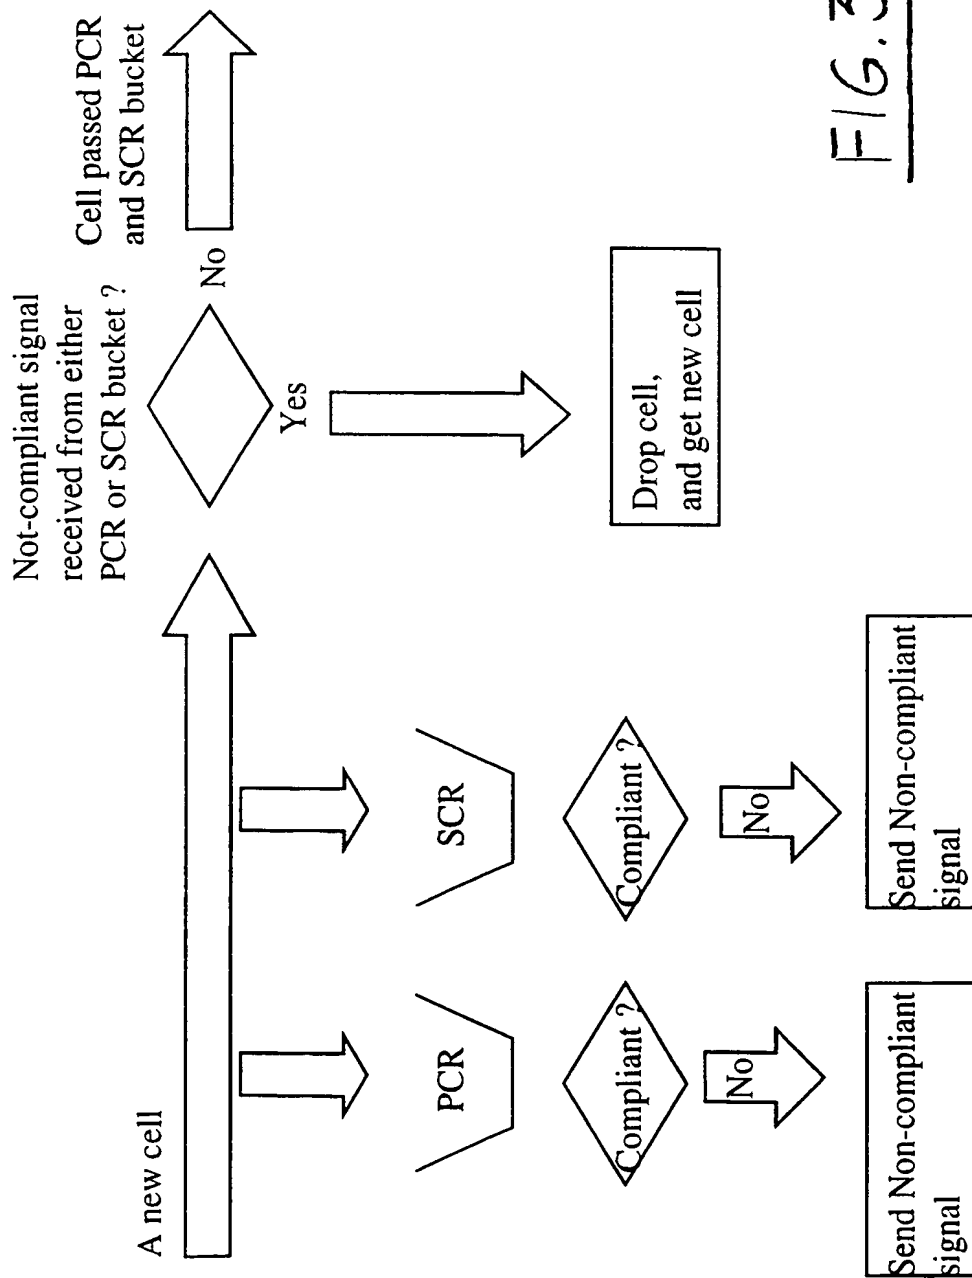 A new cell
Not-compliant signal
received from either
PCR or SCR bucket ?
Cell passed PCR
and SCR bucket
No
Yes
PCR
SCR
Compliant ?
Compliant ?
No
No
Drop cell,
and get new cell
Send Non-compliant
signal
Send Non-compliant
signal
FIG. 3